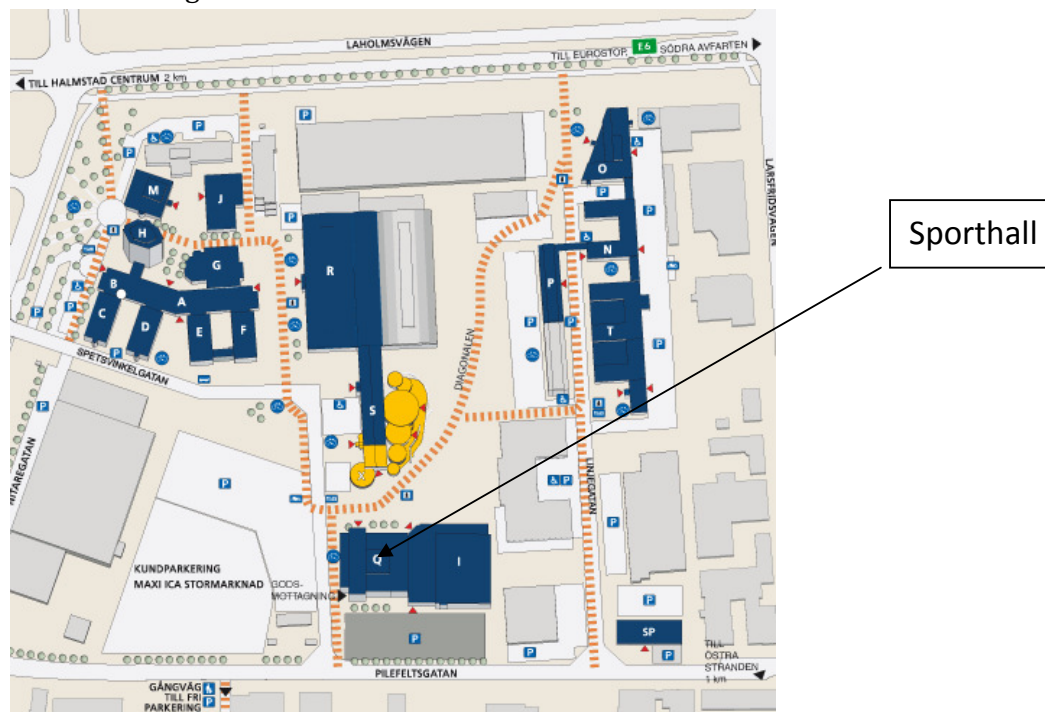 LAHOLMSVÄGEN
TILL EUROSTOP, E6 SÖDRA AVFARTEN
TILL HALMSTAD CENTRUM 2 km
LARSFRIDSVÄGEN
P
P
P
P
M
J
O
P
H
P
P
G
R
N
Sporthall
B
A
P
P
C
D
E
F
P
P
P
T
P
P
P
SPETSVINKELGATAN
DIAGONALEN
S
P
X
P
P
P
LINJEGATAN
P
Q
I
KUNDPARKERING
MAXI ICA STORMARKNAD
GODS-
MOTTAGNING
P
P
SP
P
P
TILL
ÖSTRA
STRANDEN
1 km
PILEFELTSGATAN
GÅNGVÄG
TILL FRI
PARKERING
P